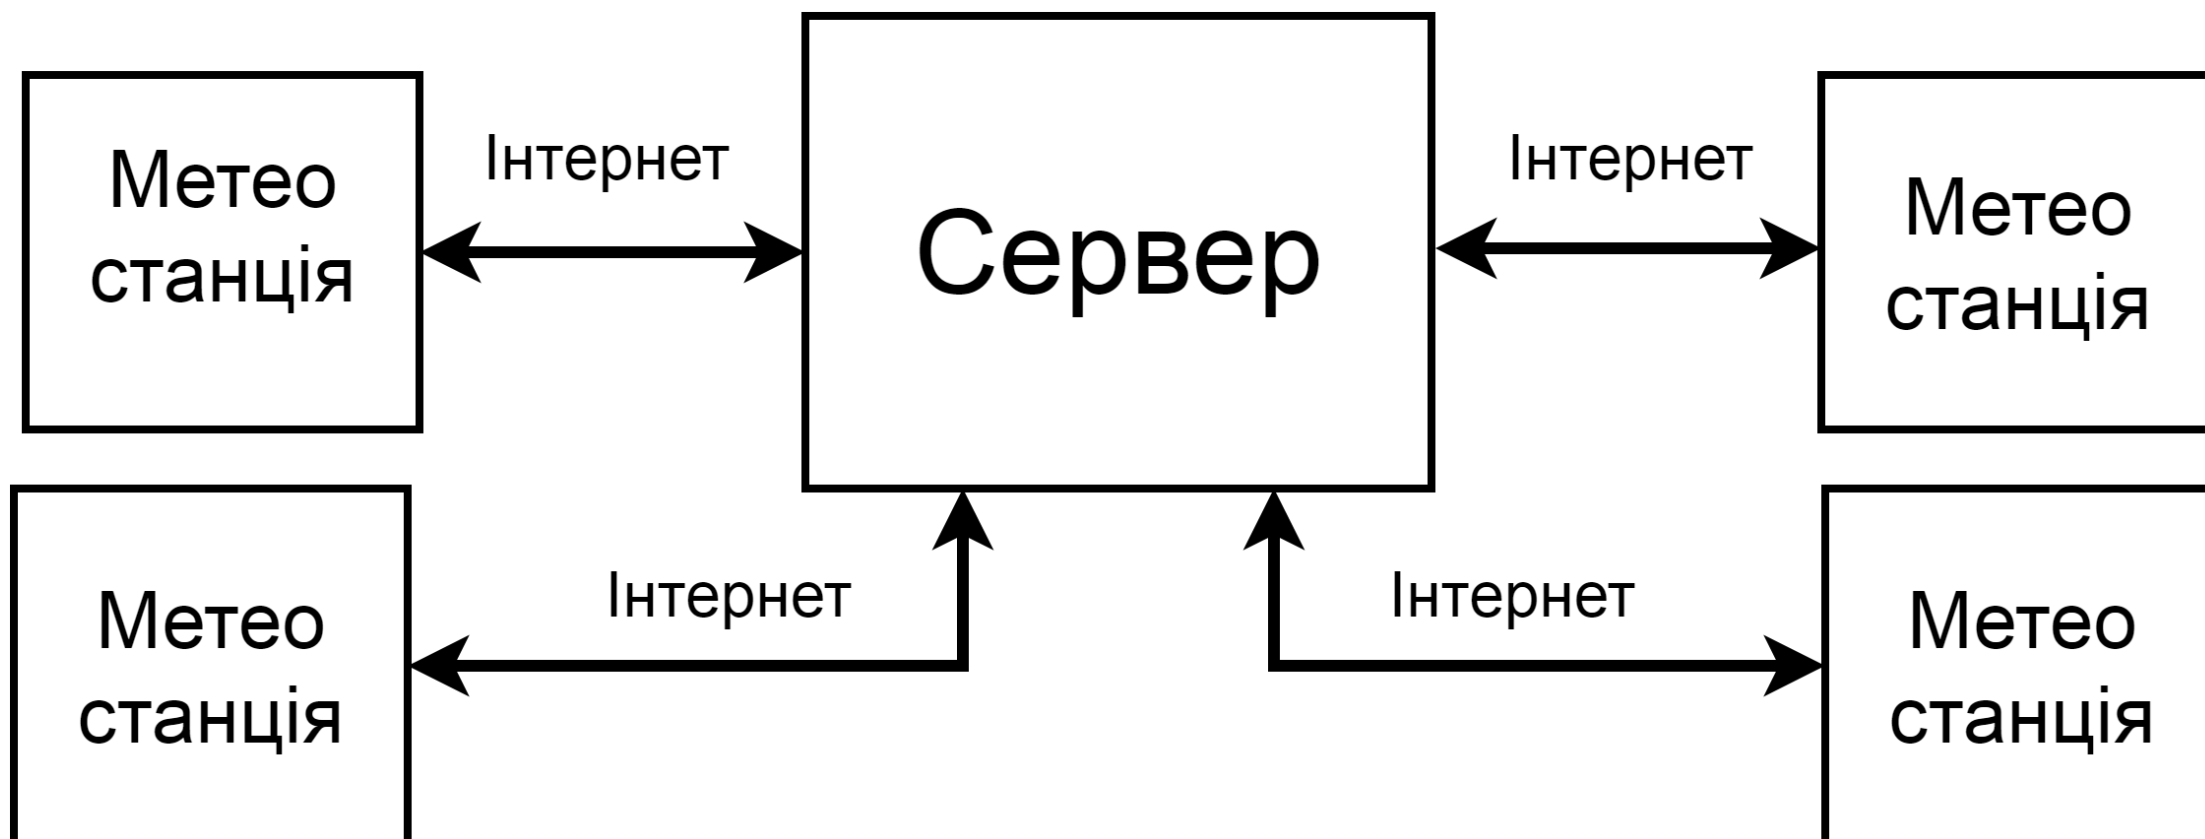 Метео
станція
Інтернет
Сервер
Інтернет
Метео
станція
Метео
станція
Інтернет
Інтернет
Метео
станція